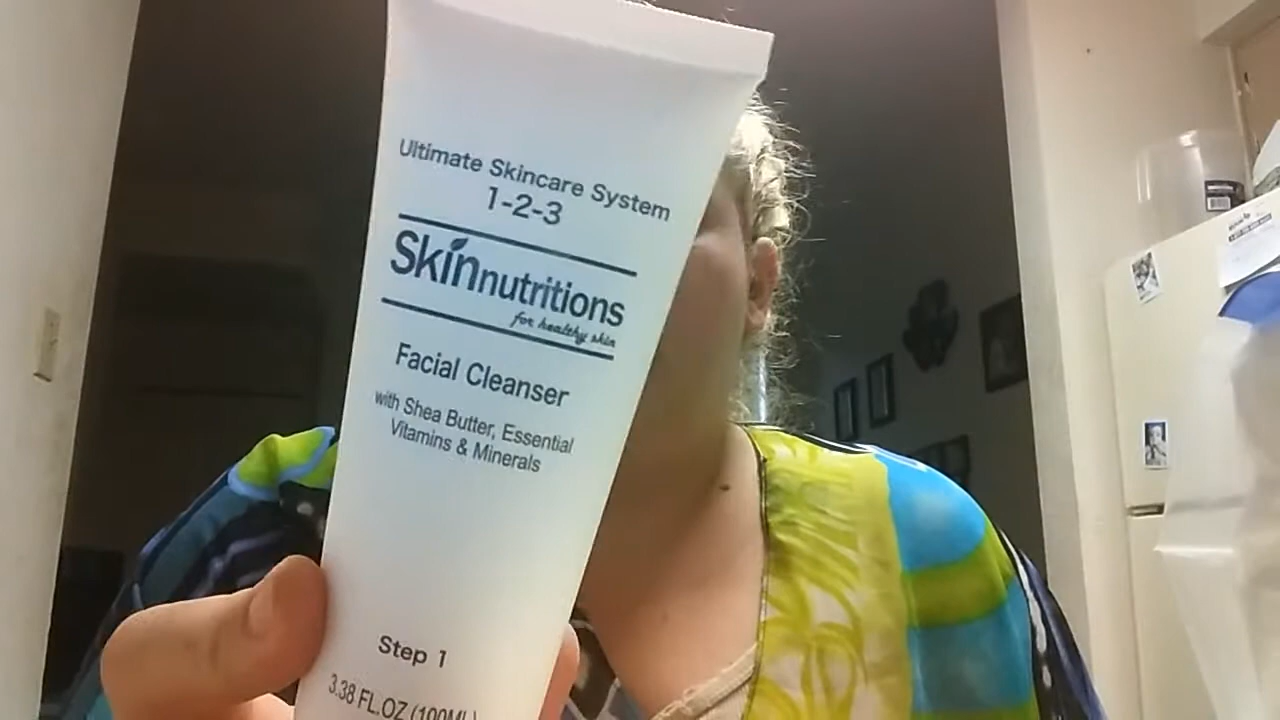 Ultimate Skincare System
1-2-3
Skinnutritions
for healthy skin
Facial Cleanser
with Shea Butter, Essential
Vitamins & Minerals
Step 1
3.38 FL.OZ (100ML)